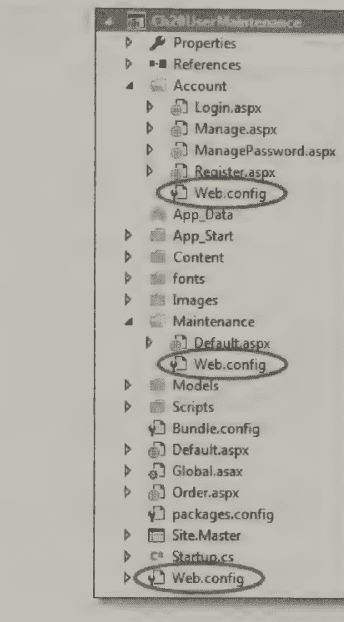 Ch20UserMaintenance
Properties
References
Account
Login.aspx
Manage.aspx
ManagePassword.aspx
Register.aspx
Web.config
App_Data
App_Start
Content
fonts
Images
Maintenance
Default.aspx
Web.config
Models
Scripts
Bundle.config
Default.aspx
Global.asax
Order.aspx
packages.config
Site.Master
C# Startup.cs
Web.config